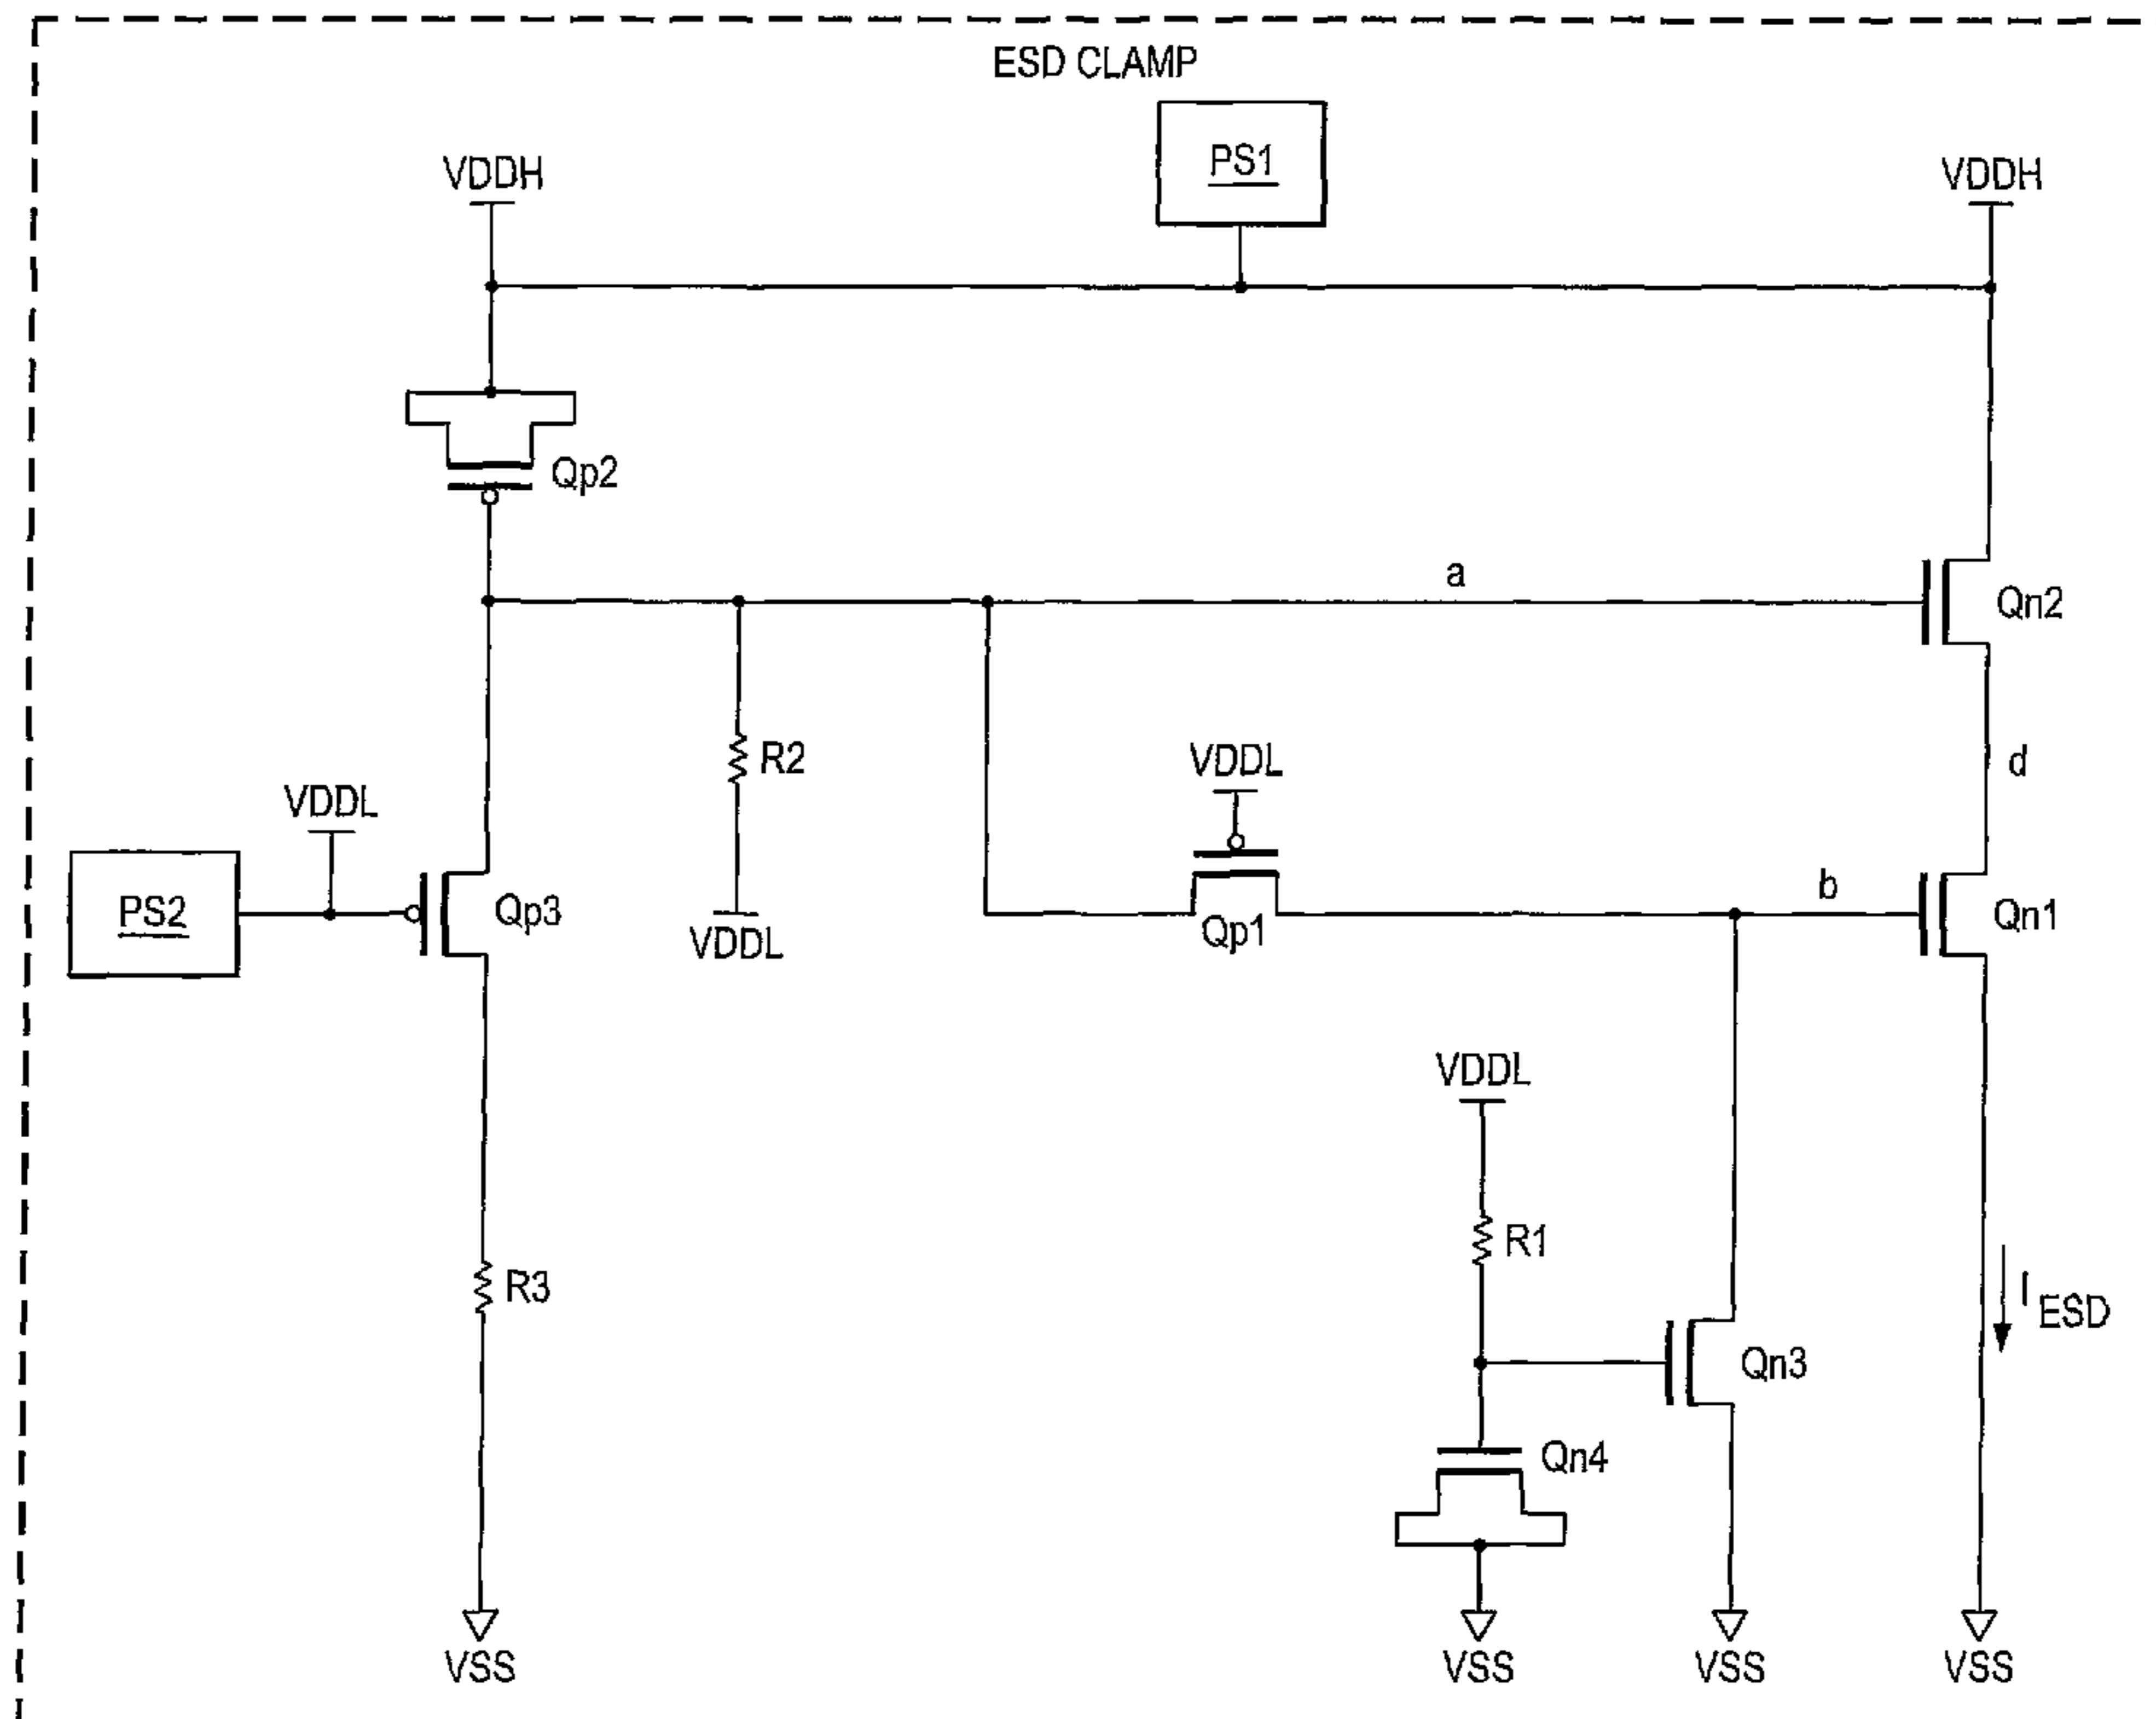 ESD CLAMP
PS1
VDDH
VDDH
Qp2
a
Qn2
R2
VDDL
d
VDDL
b
PS2
Qp3
Qp1
Qn1
VDDL
VDDL
R1
R3
I ESD
Qn3
Qn4
VSS
VSS
VSS
VSS